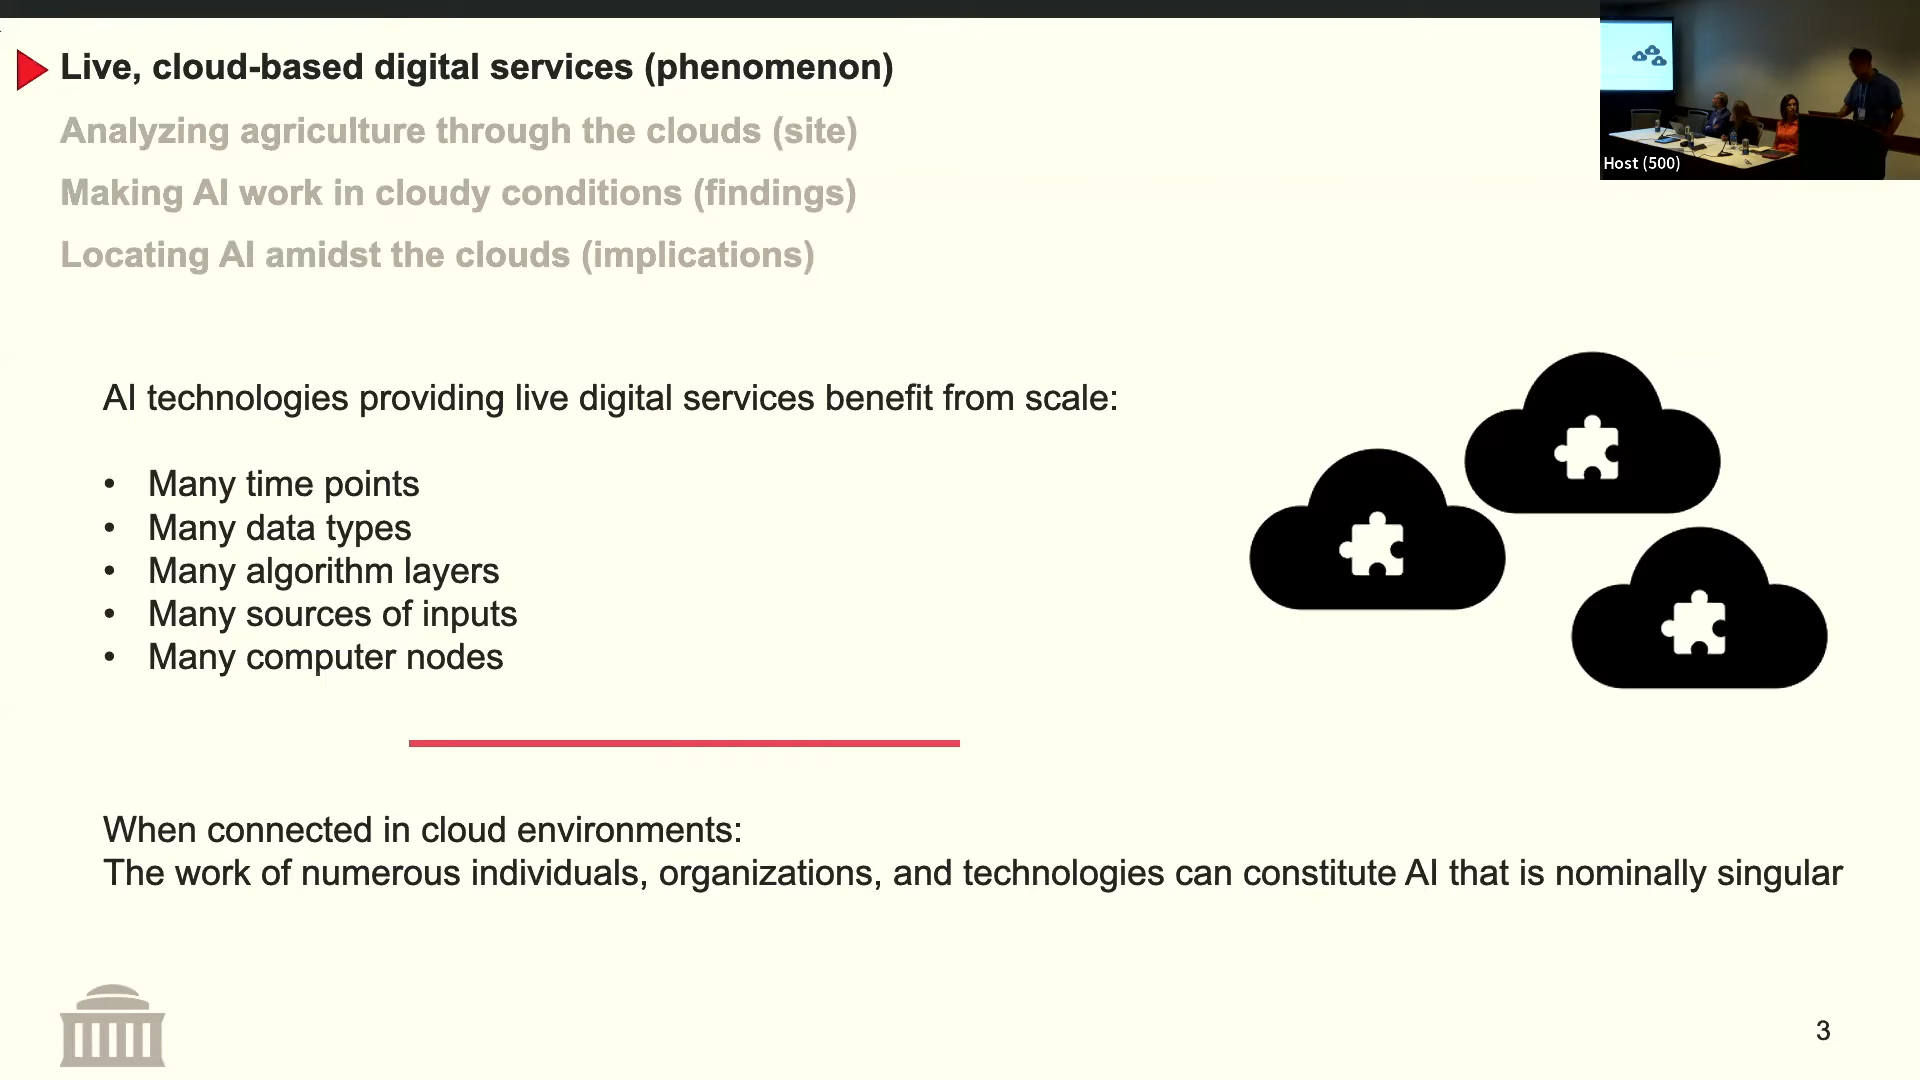 Live, cloud-based digital services (phenomenon)
Analyzing agriculture through the clouds (site)
Making AI work in cloudy conditions (findings)
Locating AI amidst the clouds (implications)
Host (500)
AI technologies providing live digital services benefit from scale:
• Many time points
• Many data types
• Many algorithm layers
• Many sources of inputs
• Many computer nodes
When connected in cloud environments:
The work of numerous individuals, organizations, and technologies can constitute AI that is nominally singular
3